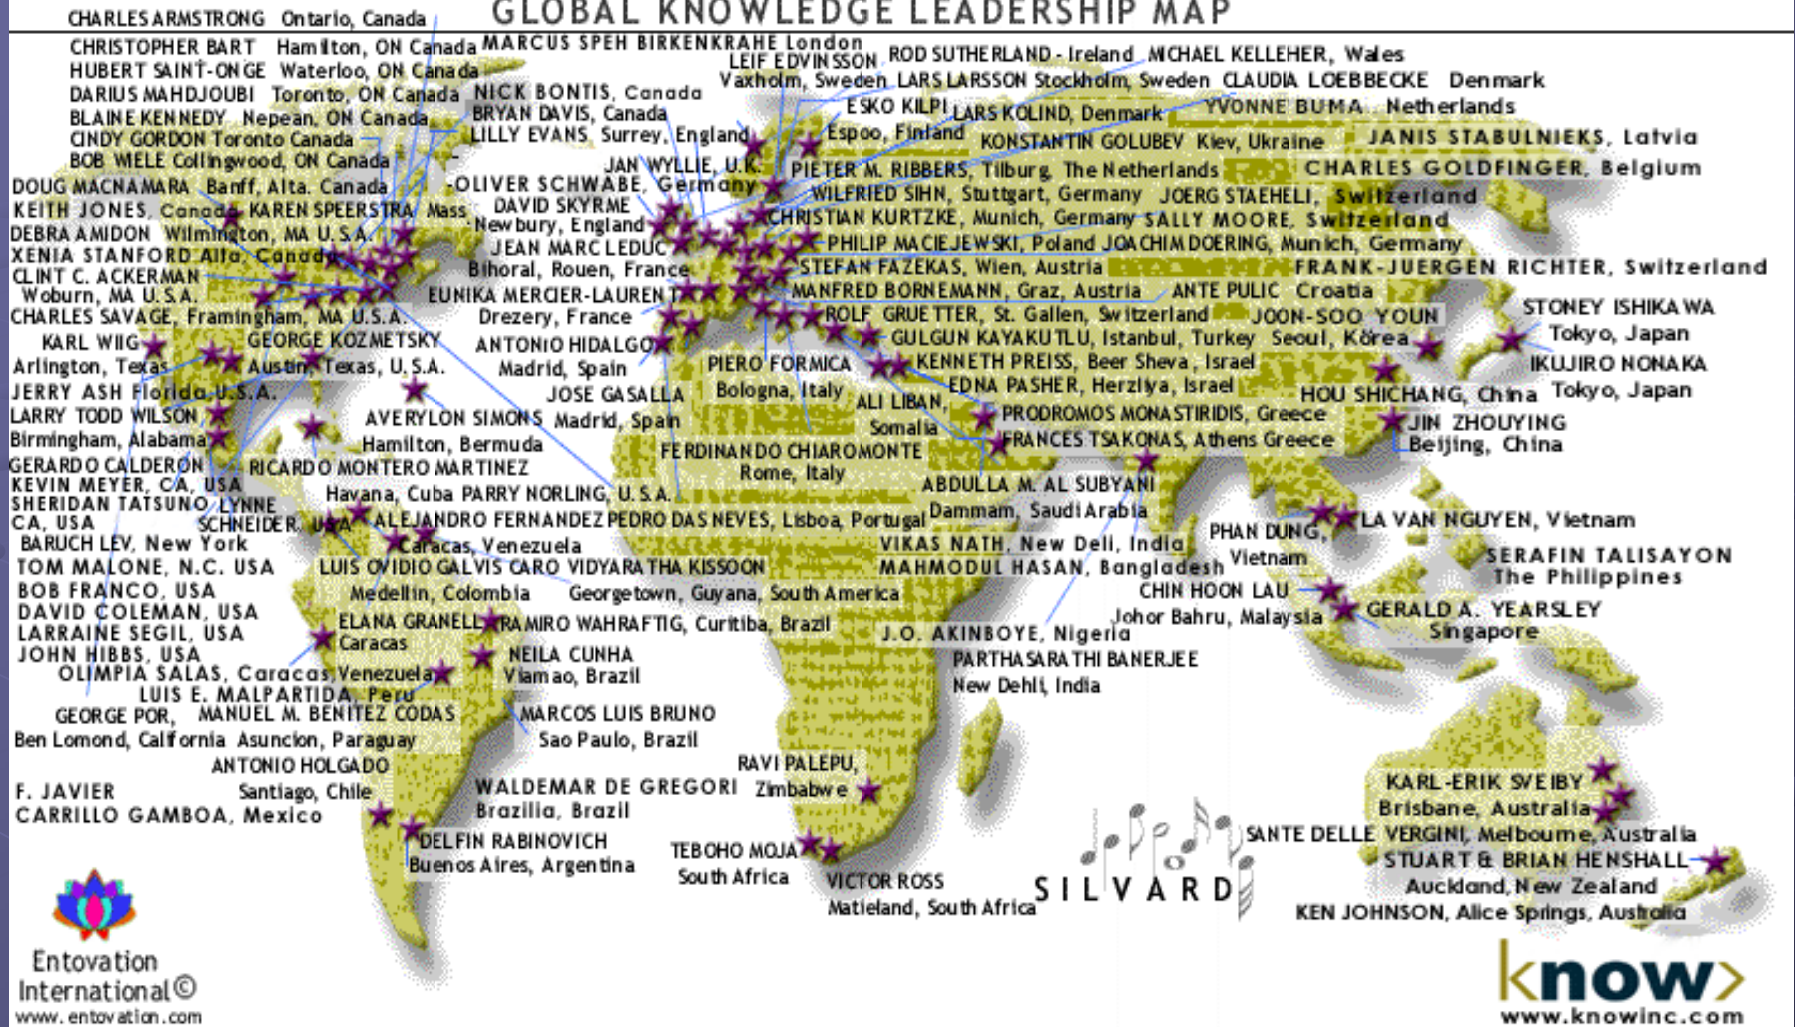 GLOBAL KNOWLEDGE LEADERSHIP MAP
CHARLES ARMSTRONG Ontario, Canada
CHRISTOPHER BART Hamilton, ON Canada
HUBERT SAINT-ONGE Waterloo, ON Canada
DARIUS MAHDJOUBI Toronto, ON Canada
BLAINE KENNEDY Nepean, ON Canada
CINDY GORDON Toronto Canada
BOB WIELE Collingwood, ON Canada
DOUG MACNAMARA Banff, Alta. Canada
KEITH JONES, Canada KAREN SPEERSTRA Mass
DEBRA AMIDON Wilmington, MA U.S.A.
XENIA STANFORD Alta, Canada
CLINT C. ACKERMAN
Woburn, MA U.S.A.
CHARLES SAVAGE, Framingham, MA U.S.A.
KARL WIIG
Arlington, Texas
GEORGE KOZMETSKY
Austin, Texas, U.S.A.
JERRY ASH Florida U.S.A.
LARRY TODD WILSON
Birmingham, Alabama
AVERYLON SIMONS
Hamilton, Bermuda
GERARDO CALDERON
KEVIN MEYER, CA, USA
SHERIDAN TATSUNO
CA, USA
LYNNE
SCHNEIDER, USA
RICARDO MONTERO MARTINEZ
Havana, Cuba
PARRY NORLING, U.S.A.
BARUCH LEV, New York
TOM MALONE, N.C. USA
BOB FRANCO, USA
DAVID COLEMAN, USA
LARRAINE SEGIL, USA
JOHN HIBBS, USA
ALEJANDRO FERNANDEZ
Caracas, Venezuela
LUIS OVIDIO GALVIS CARO
Medellin, Colombia
VIDYARATHA KISSOON
Georgetown, Guyana, South America
ELANA GRANELL
Caracas
RAMIRO WAHRAFTIG, Curitiba, Brazil
NEILA CUNHA
Viamao, Brazil
OLIMPIA SALAS, Caracas, Venezuela
LUIS E. MALPARTIDA, Peru
GEORGE POR,
Ben Lomond, California
MANUEL M. BENITEZ CODAS
Asuncion, Paraguay
MARCOS LUIS BRUNO
Sao Paulo, Brazil
ANTONIO HOLGADO
Santiago, Chile
F. JAVIER
CARRILLO GAMBOA, Mexico
WALDEMAR DE GREGORI
Brazilia, Brazil
DELFIN RABINOVICH
Buenos Aires, Argentina
MARCUS SPEH BIRKENKRAHE London
LEIF EDVINSSON
Vaxholm, Sweden
ROD SUTHERLAND - Ireland
MICHAEL KELLEHER, Wales
LARS LARSSON Stockholm, Sweden
CLAUDIA LOEBBECKE Denmark
NICK BONTIS, Canada
BRYAN DAVIS, Canada
LILLY EVANS, Surrey, England
ESKO KILPI
Espoo, Finland
LARS KOLIND, Denmark
YVONNE BUMA Netherlands
KONSTANTIN GOLUBEV Kiev, Ukraine
JANIS STABULNIEKS, Latvia
JAN WYLLIE, U.K.
PIETER M. RIBBERS, Tilburg, The Netherlands
CHARLES GOLDFINGER, Belgium
OLIVER SCHWABE, Germany
WILFRIED SIHN, Stuttgart, Germany
JOERG STAEHELI, Switzerland
DAVID SKYRME
Newbury, England
CHRISTIAN KURTZKE, Munich, Germany
SALLY MOORE, Switzerland
JEAN MARC LEDUC
Bihoral, Rouen, France
PHILIP MACIEJEWSKI, Poland
JOACHIM DOERING, Munich, Germany
STEFAN FAZEKAS, Wien, Austria
FRANK-JUERGEN RICHTER, Switzerland
EUNIKA MERCIER-LAURENT
Drezery, France
MANFRED BORNEMANN, Graz, Austria
ANTE PULIC Croatia
ROLF GRUETTER, St. Gallen, Switzerland
JOON-SOO YOUN
Seoul, Korea
STONEY ISHIKAWA
Tokyo, Japan
ANTONIO HIDALGO
Madrid, Spain
GULGUN KAYAKUTLU, Istanbul, Turkey
PIERO FORMICA
Bologna, Italy
KENNETH PREISS, Beer Sheva, Israel
IKUJIRO NONAKA
Tokyo, Japan
JOSE GASALLA
Madrid, Spain
EDNA PASHER, Herzliya, Israel
HOU SHICHANG, China
ALI LIBAN,
Somalia
PRODROMOS MONASTIRIDIS, Greece
JIN ZHOUYING
Beijing, China
FRANCES TSAKONAS, Athens Greece
FERDINANDO CHIAROMONTE
Rome, Italy
ABDULLA M. AL SUBYANI
Dammam, Saudi Arabia
PEDRO DAS NEVES, Lisboa, Portugal
VIKAS NATH, New Deli, India
MAHMODUL HASAN, Bangladesh
PHAN DUNG,
Vietnam
LA VAN NGUYEN, Vietnam
SERAFIN TALISAYON
The Philippines
CHIN HOON LAU
Johor Bahru, Malaysia
GERALD A. YEARSLEY
Singapore
J.O. AKINBOYE, Nigeria
PARTHASARATHI BANERJEE
New Dehli, India
RAVI PALEPU,
Zimbabwe
TEBOHO MOJA
South Africa
VICTOR ROSS
Matieland, South Africa
KARL-ERIK SVEIBY
Brisbane, Australia
SANTE DELLE VERGINI, Melbourne, Australia
STUART & BRIAN HENSHALL
Auckland, New Zealand
KEN JOHNSON, Alice Springs, Australia
SILVARD
Entovation
International©
www.entovation.com
know>
www.knowinc.com